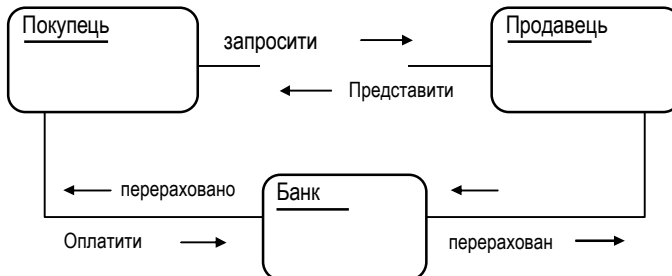 Покупець
Продавець
запросити
Представити
перераховано
Банк
Оплатити
перерахован